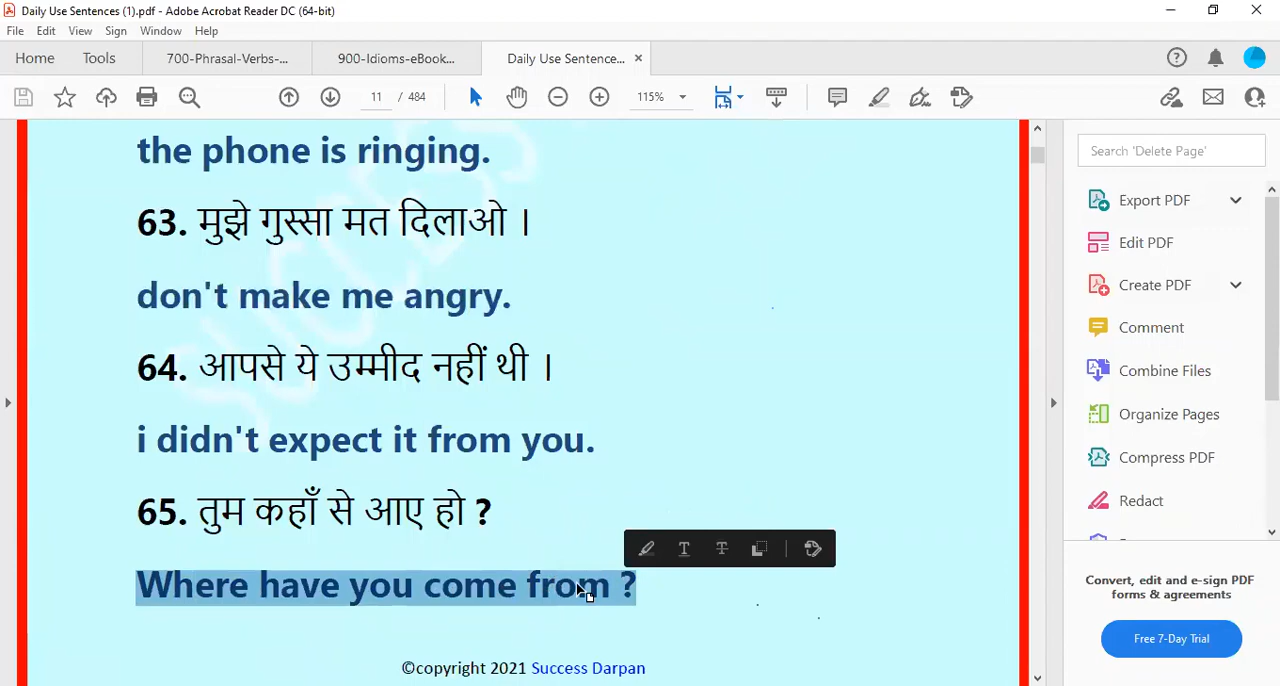 Daily Use Sentences (1).pdf - Adobe Acrobat Reader DC (64-bit)
File Edit View Sign Window Help
Home Tools 700-Phrasal-Verbs-... 900-Idioms-eBook... Daily Use Sentence...
11 / 484 115%
the phone is ringing.
63. मुझे गुस्सा मत दिलाओ ।
don't make me angry.
64. आपसे ये उम्मीद नहीं थी ।
i didn't expect it from you.
65. तुम कहाँ से आए हो ?
Where have you come from ?
©copyright 2021 Success Darpan
Search 'Delete Page'
Export PDF
Edit PDF
Create PDF
Comment
Combine Files
Organize Pages
Compress PDF
Redact
Convert, edit and e-sign PDF
forms & agreements
Free 7-Day Trial